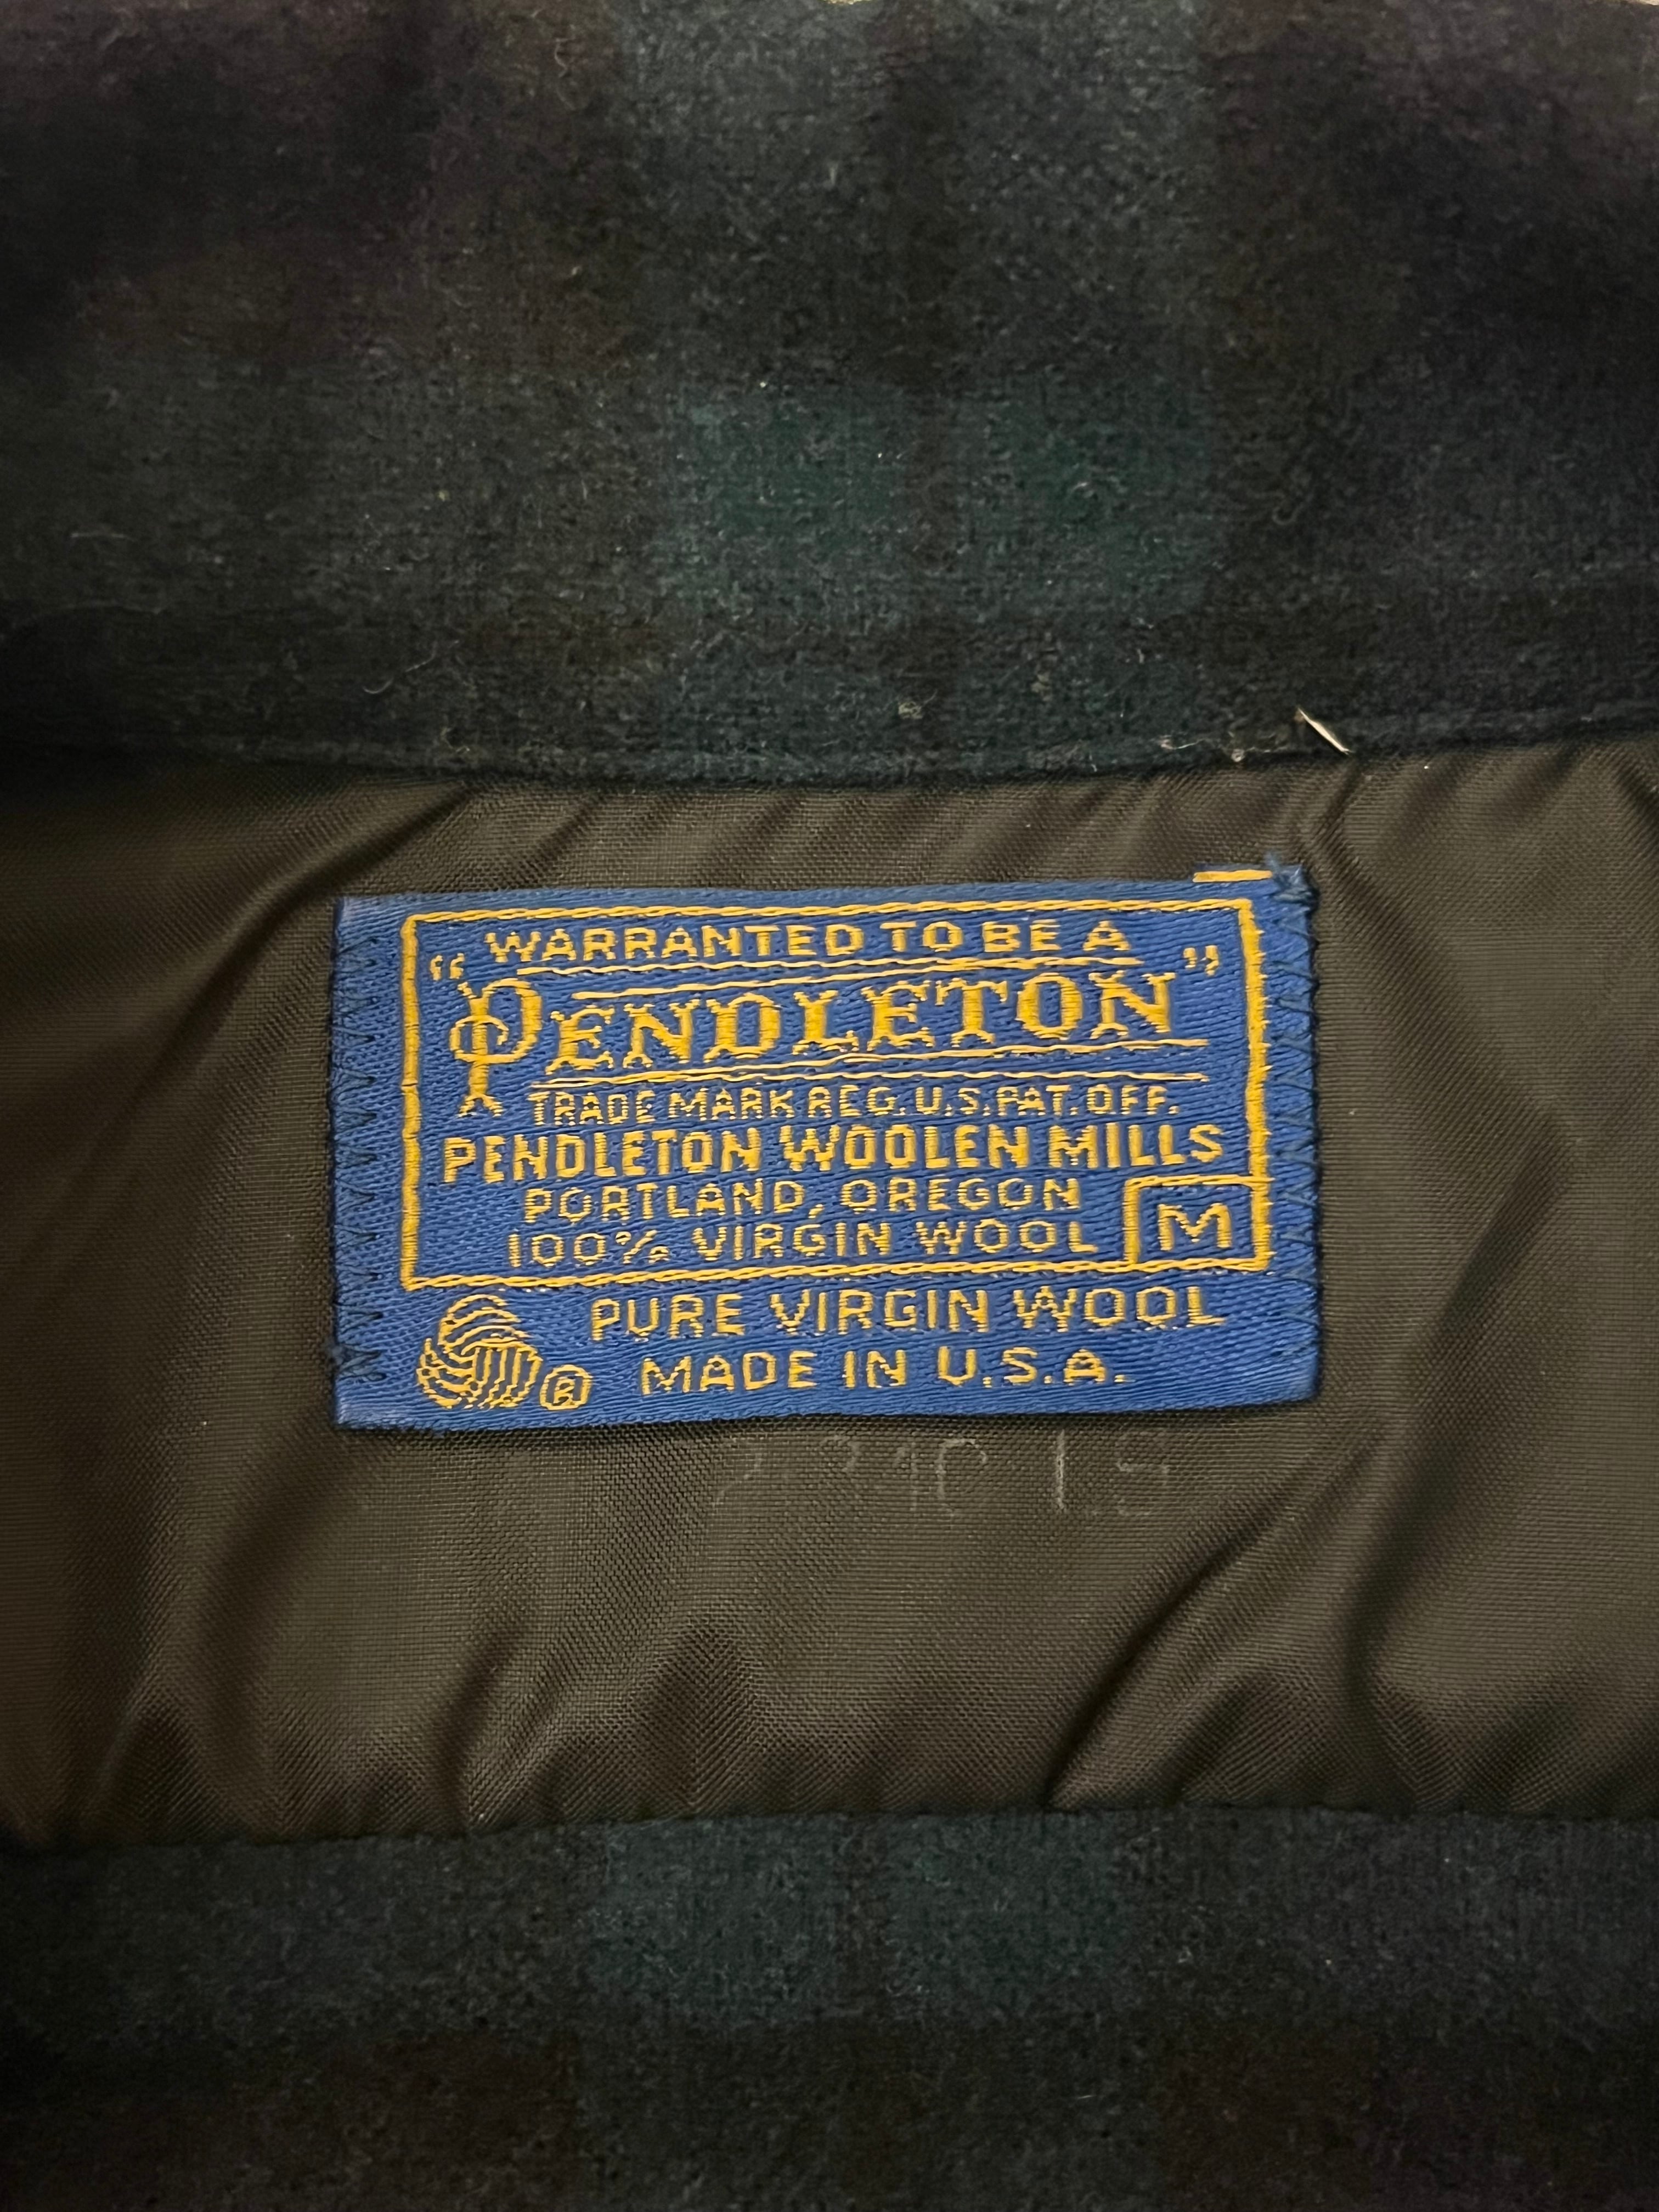 WARRANTED TO BE A
"PENDLETON"
TRADE MARK REG. U.S. PAT. OFF.
PENDLETON WOOLEN MILLS
PORTLAND, OREGON
100% VIRGIN WOOL M
PURE VIRGIN WOOL
® MADE IN U.S.A.